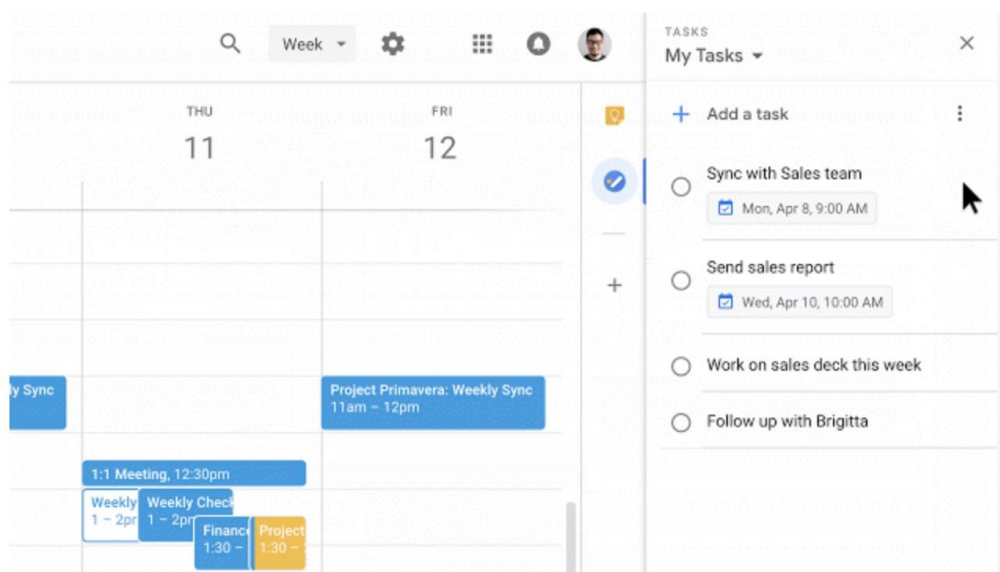 Week
TASKS
My Tasks
THU
11
FRI
12
Add a task
Sync with Sales team
Mon, Apr 8, 9:00 AM
Send sales report
Wed, Apr 10, 10:00 AM
Work on sales deck this week
Follow up with Brigitta
Sync
Project Primavera: Weekly Sync
11am – 12pm
1:1 Meeting, 12:30pm
Weekly
1 – 2pm
Weekly Check
1 – 2pm
Finance
1:30 –
Project
1:30 –